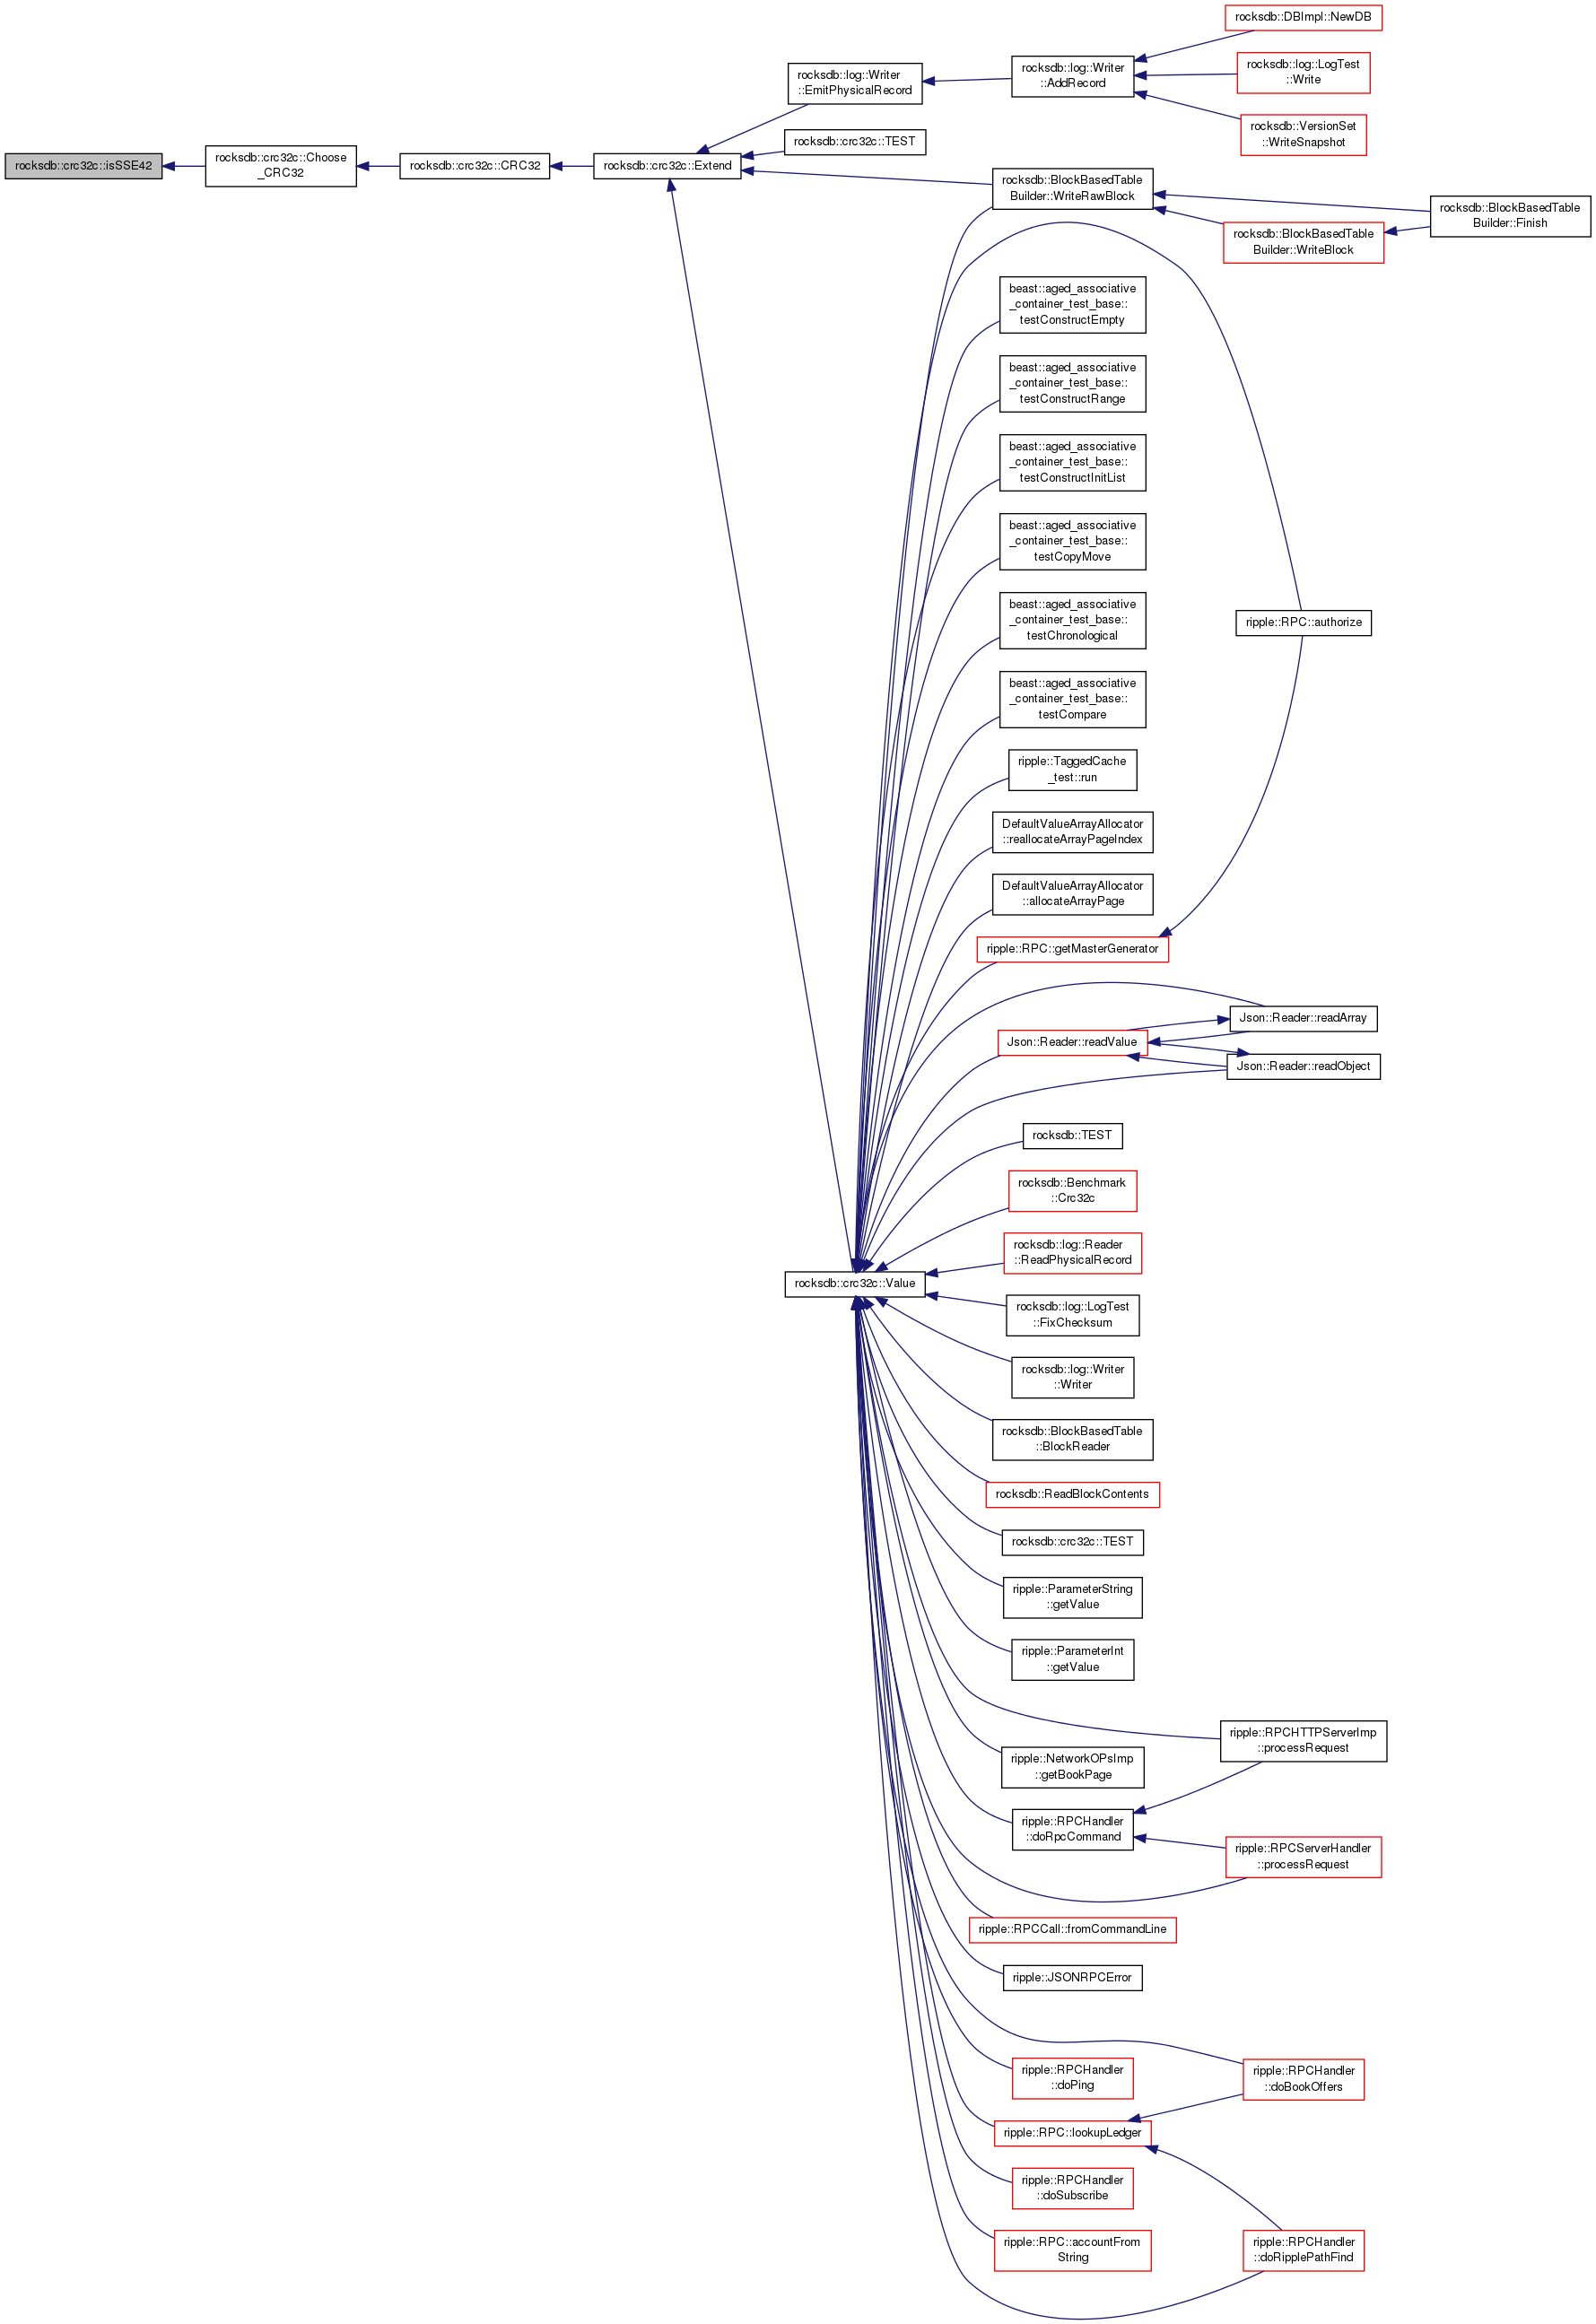 rocksdb::DBImpl::NewDB
rocksdb::log::LogTest
::Write
rocksdb::log::Writer
::AddRecord
rocksdb::log::Writer
::EmitPhysicalRecord
rocksdb::VersionSet
::WriteSnapshot
rocksdb::crc32c::TEST
rocksdb::crc32c::isSSE42
rocksdb::crc32c::Choose
_CRC32
rocksdb::crc32c::CRC32
rocksdb::crc32c::Extend
rocksdb::BlockBasedTable
Builder::WriteRawBlock
rocksdb::BlockBasedTable
Builder::Finish
rocksdb::BlockBasedTable
Builder::WriteBlock
beast::aged_associative
_container_test_base::
testConstructEmpty
beast::aged_associative
_container_test_base::
testConstructRange
beast::aged_associative
_container_test_base::
testConstructInitList
beast::aged_associative
_container_test_base::
testCopyMove
beast::aged_associative
_container_test_base::
testChronological
ripple::RPC::authorize
beast::aged_associative
_container_test_base::
testCompare
ripple::TaggedCache
_test::run
DefaultValueArrayAllocator
::reallocateArrayPageIndex
DefaultValueArrayAllocator
::allocateArrayPage
ripple::RPC::getMasterGenerator
Json::Reader::readArray
Json::Reader::readValue
Json::Reader::readObject
rocksdb::TEST
rocksdb::Benchmark
::Crc32c
rocksdb::log::Reader
::ReadPhysicalRecord
rocksdb::crc32c::Value
rocksdb::log::LogTest
::FixChecksum
rocksdb::log::Writer
::Writer
rocksdb::BlockBasedTable
::BlockReader
rocksdb::ReadBlockContents
rocksdb::crc32c::TEST
ripple::ParameterString
::getValue
ripple::ParameterInt
::getValue
ripple::RPCHTTPServerImp
::processRequest
ripple::NetworkOPsImp
::getBookPage
ripple::RPCHandler
::doRpcCommand
ripple::RPCServerHandler
::processRequest
ripple::RPCCall::fromCommandLine
ripple::JSONRPCError
ripple::RPCHandler
::doPing
ripple::RPCHandler
::doBookOffers
ripple::RPC::lookupLedger
ripple::RPCHandler
::doSubscribe
ripple::RPC::accountFrom
String
ripple::RPCHandler
::doRipplePathFind